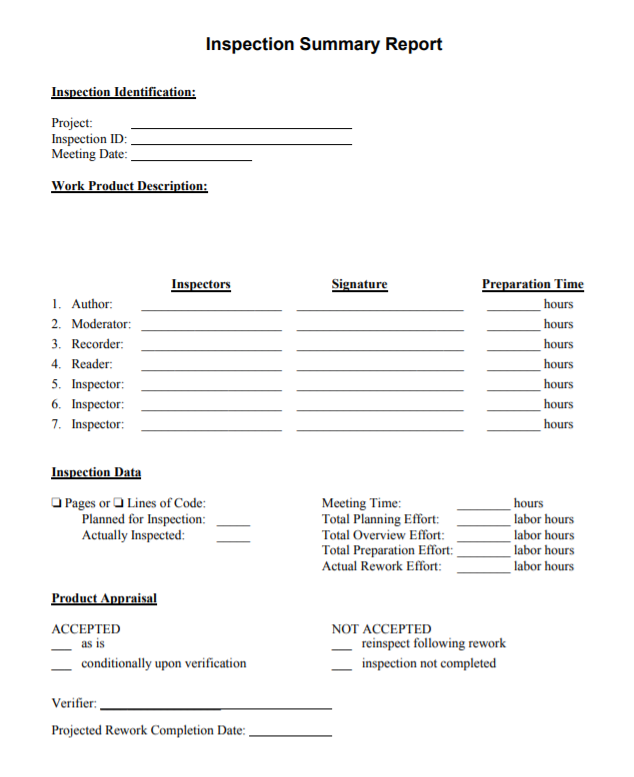 Inspection Summary Report
Inspection Identification:
Project:
Inspection ID:
Meeting Date:
Work Product Description:
Inspectors Signature Preparation Time
1. Author: hours
2. Moderator: hours
3. Recorder: hours
4. Reader: hours
5. Inspector: hours
6. Inspector: hours
7. Inspector: hours
Inspection Data
❑ Pages or ❑ Lines of Code: Meeting Time: hours
Planned for Inspection: Total Planning Effort: labor hours
Actually Inspected: Total Overview Effort: labor hours
Total Preparation Effort: labor hours
Actual Rework Effort: labor hours
Product Appraisal
ACCEPTED NOT ACCEPTED
as is reinspect following rework
conditionally upon verification inspection not completed
Verifier:
Projected Rework Completion Date: